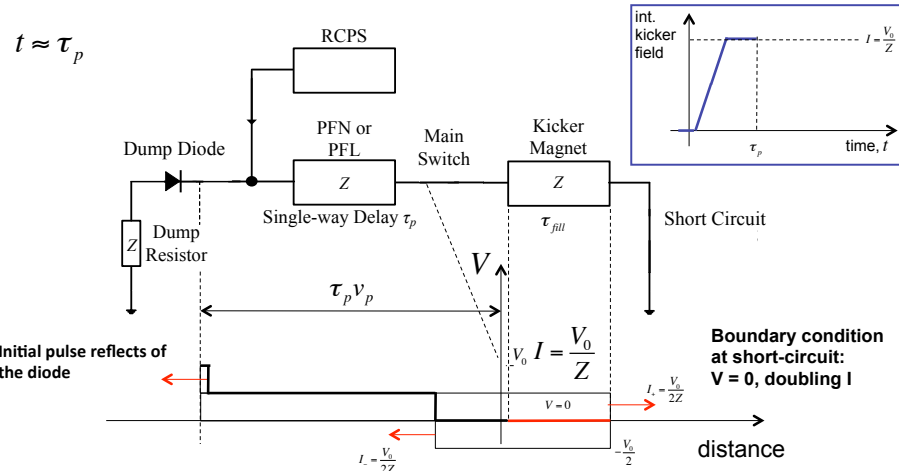 t ≈ τ_p
RCPS
int.
kicker
field
I = V_0/Z
τ_p
time, t
Dump Diode
PFN or
PFL
Main
Switch
Kicker
Magnet
Z
Z
Single-way Delay τ_p
τ_fill
Short Circuit
Z
Dump
Resistor
V
τ_p v_p
V_0
I = V_0/Z
Initial pulse reflects of
the diode
Boundary condition
at short-circuit:
V = 0, doubling I
V = 0
I_+ = V_0/2Z
I_− = V_0/2Z
−V_0/2
distance